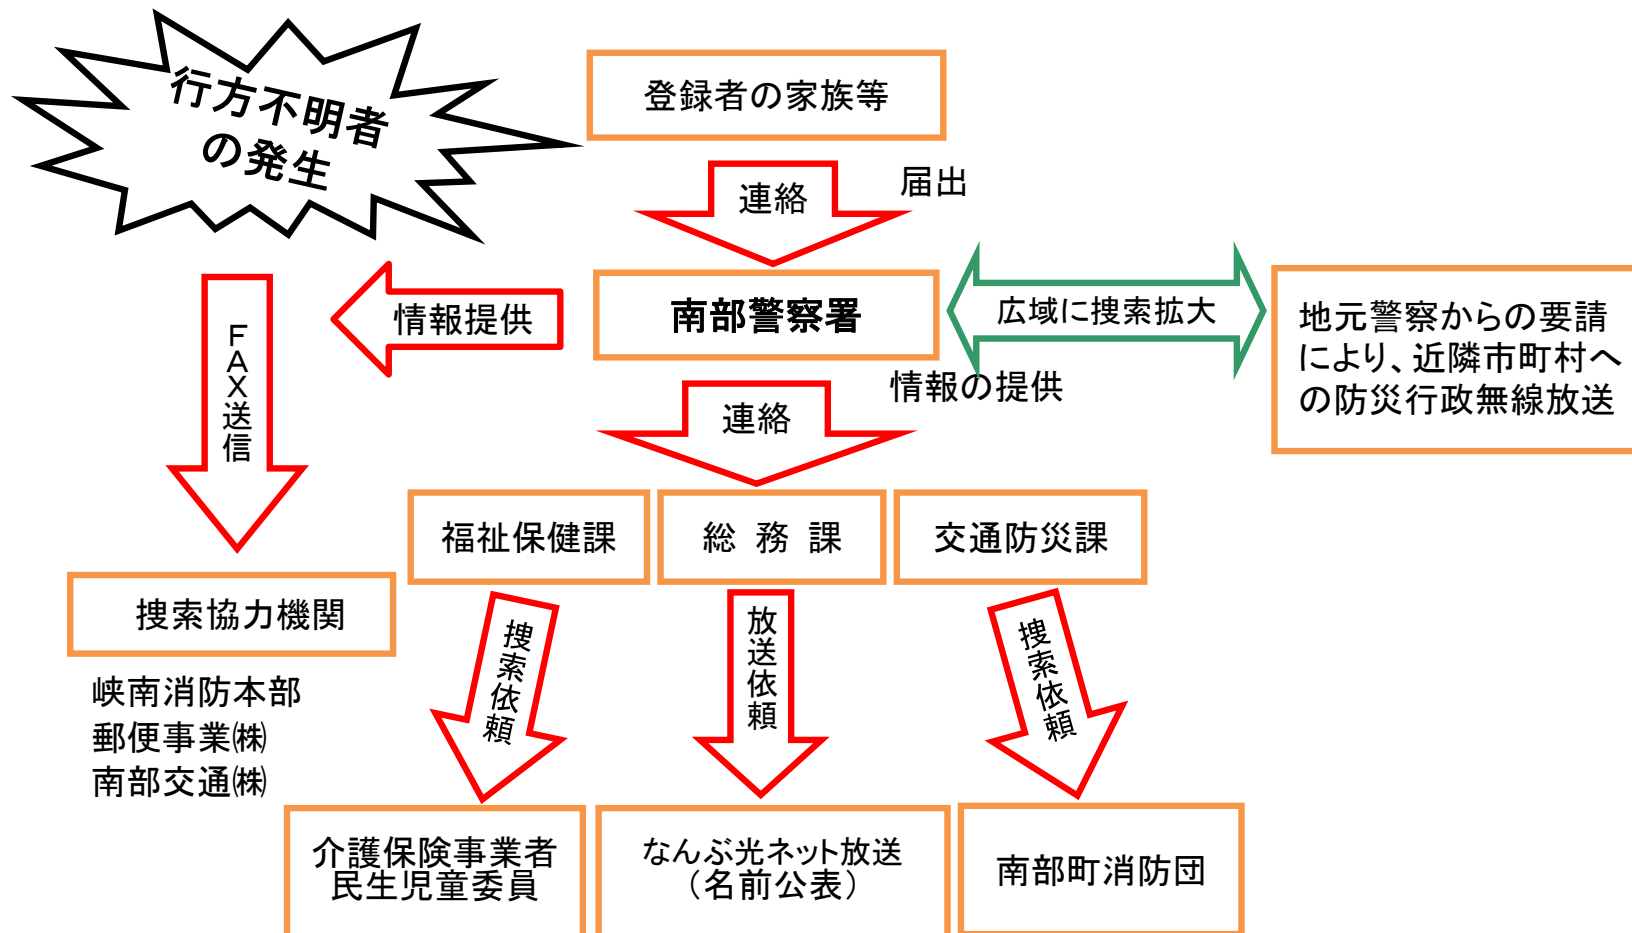 行方不明者
の発生
登録者の家族等
連絡
届出
南部警察署
情報提供
広域に捜索拡大
地元警察からの要請
により、近隣市町村へ
の防災行政無線放送
FAX送信
連絡
情報の提供
福祉保健課
総 務 課
交通防災課
捜索協力機関
峡南消防本部
郵便事業㈱
南部交通㈱
捜索依頼
放送依頼
捜索依頼
介護保険事業者
民生児童委員
なんぶ光ネット放送
（名前公表）
南部町消防団